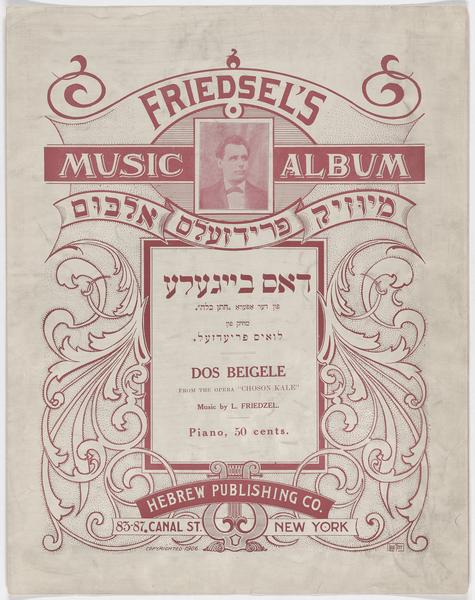 FRIEDSEL'S
MUSIC ALBUM
מיוזיק פרידזעלס אלבום
דאס בייגעלע
פון דער אפערא "חתן כלה".
מוזיק פון
לואיס פריעדזעל.
DOS BEIGELE
FROM THE OPERA "CHOSON KALE"
Music by L. FRIEDZEL.
Piano, 50 cents.
HEBREW PUBLISHING CO.
83-87, CANAL ST. NEW YORK
COPYRIGHTED 1906